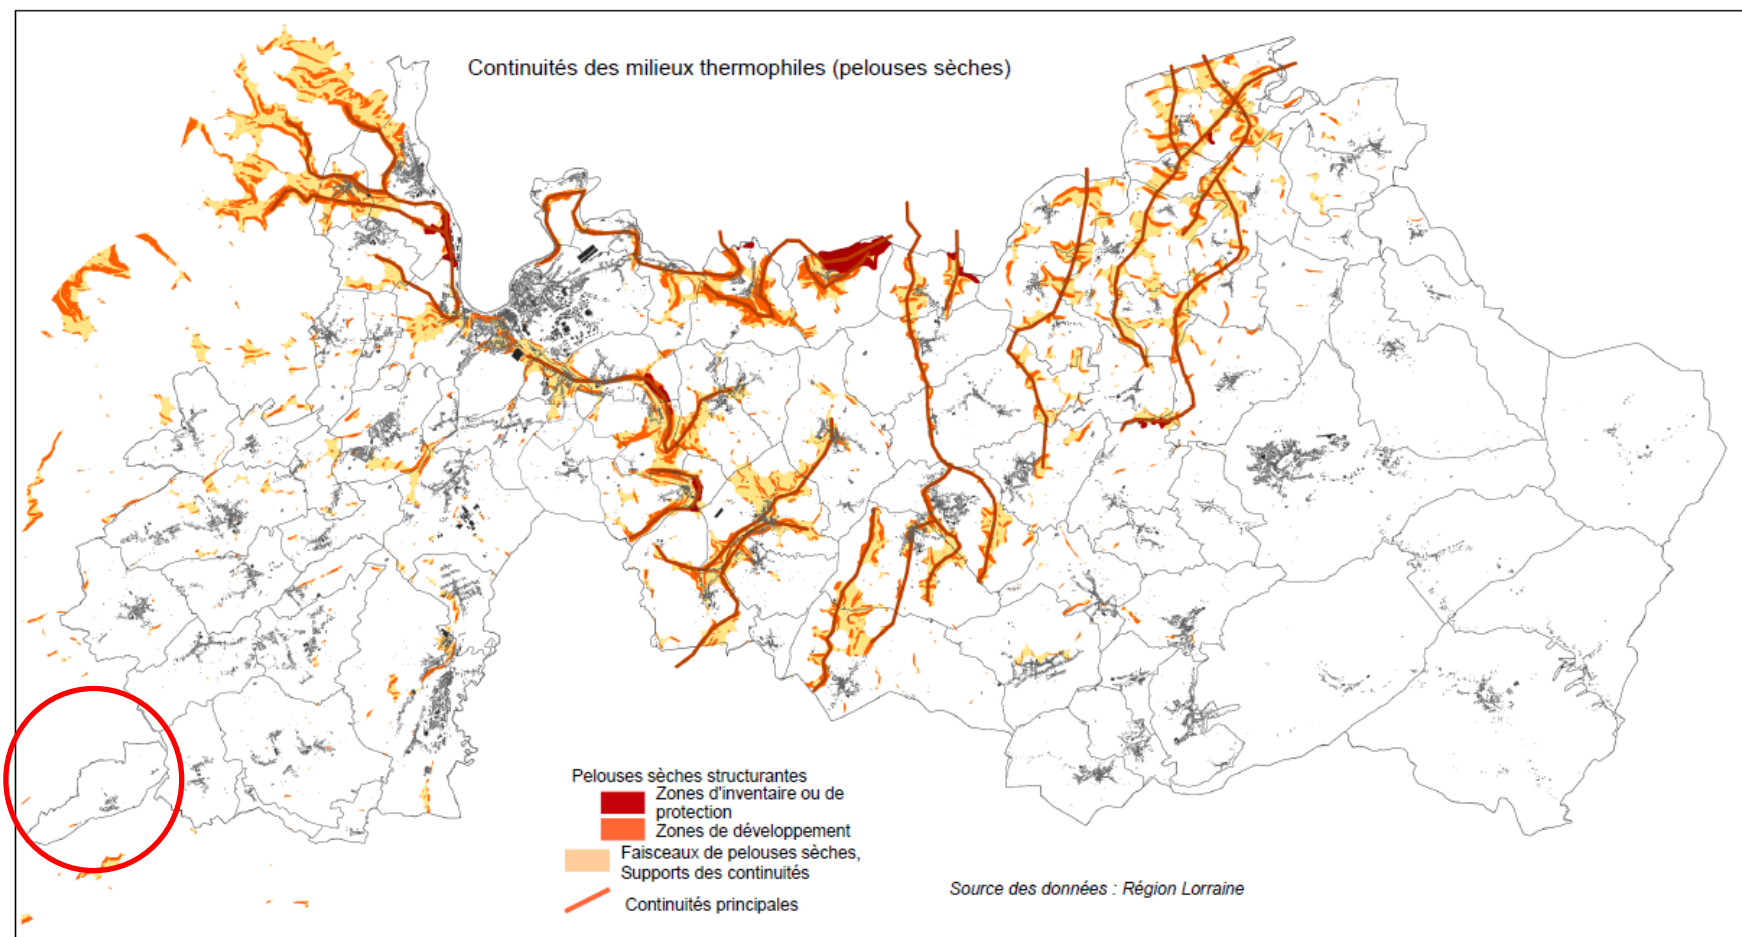 Continuités des milieux thermophiles (pelouses sèches)
Pelouses sèches structurantes
Zones d'inventaire ou de
protection
Zones de développement
Faisceaux de pelouses sèches,
Supports des continuités
Continuités principales
Source des données : Région Lorraine